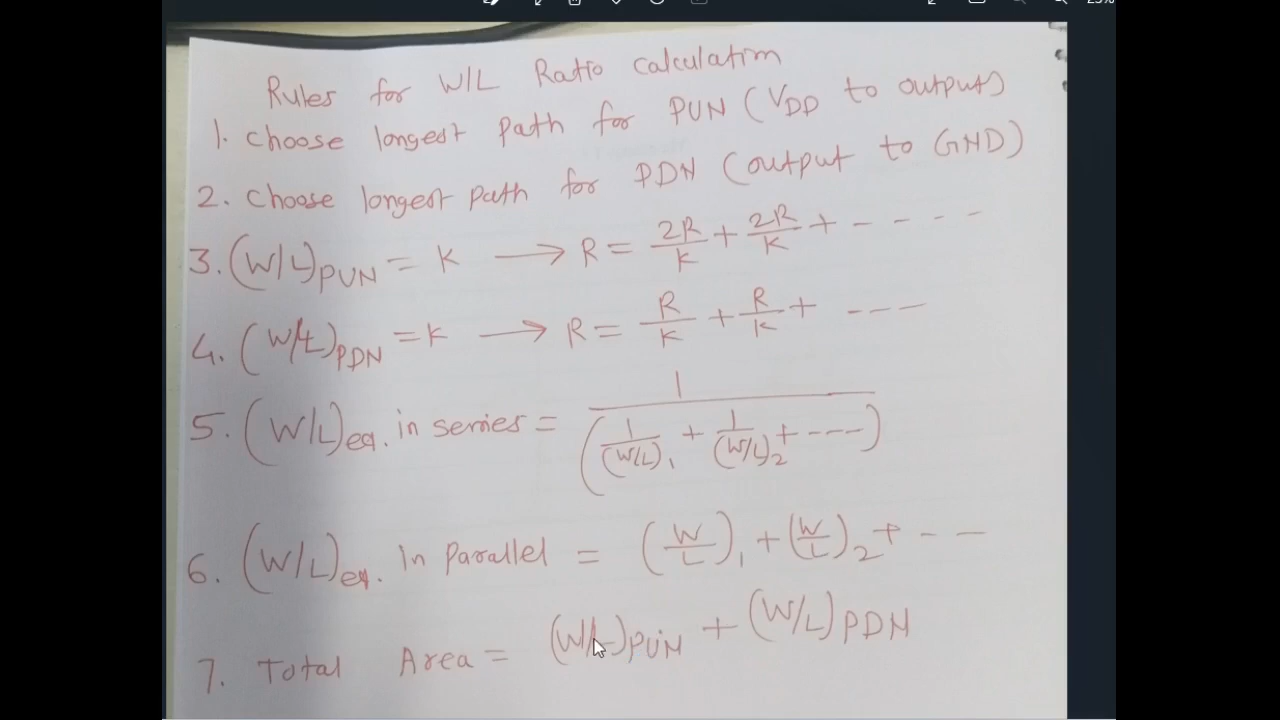 Rules for W/L Ratio calculation
1. choose longest path for PUN (VDD to outputs)
2. choose longest path for PDN (output to GND)
3. (W/L)PUN = K → R = 2R/K + 2R/K + - - - -
4. (W/L)PDN = K → R = R/K + R/K + ---
5. (W/L)eq. in series = 1/(1/(W/L)1 + 1/(W/L)2 + ----)
6. (W/L)eq. in parallel = (W/L)1 + (W/L)2 + - -
7. Total Area = (W/L)PUN + (W/L)PDN